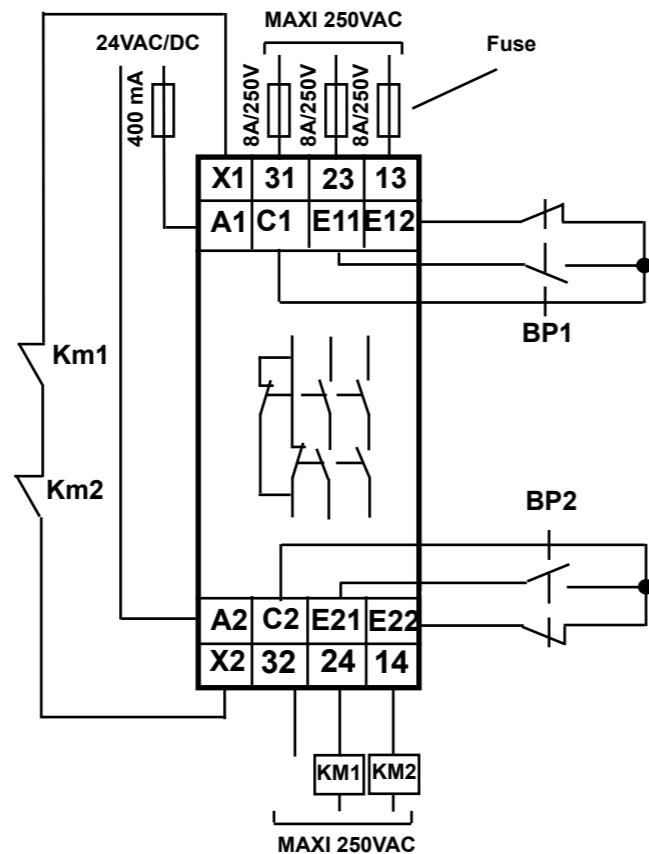 MAXI 250VAC
24VAC/DC
Fuse
400 mA
8A/250V
8A/250V
8A/250V
X1 31 23 13
A1 C1 E11 E12
BP1
Km1
Km2
BP2
A2 C2 E21 E22
X2 32 24 14
KM1 KM2
MAXI 250VAC